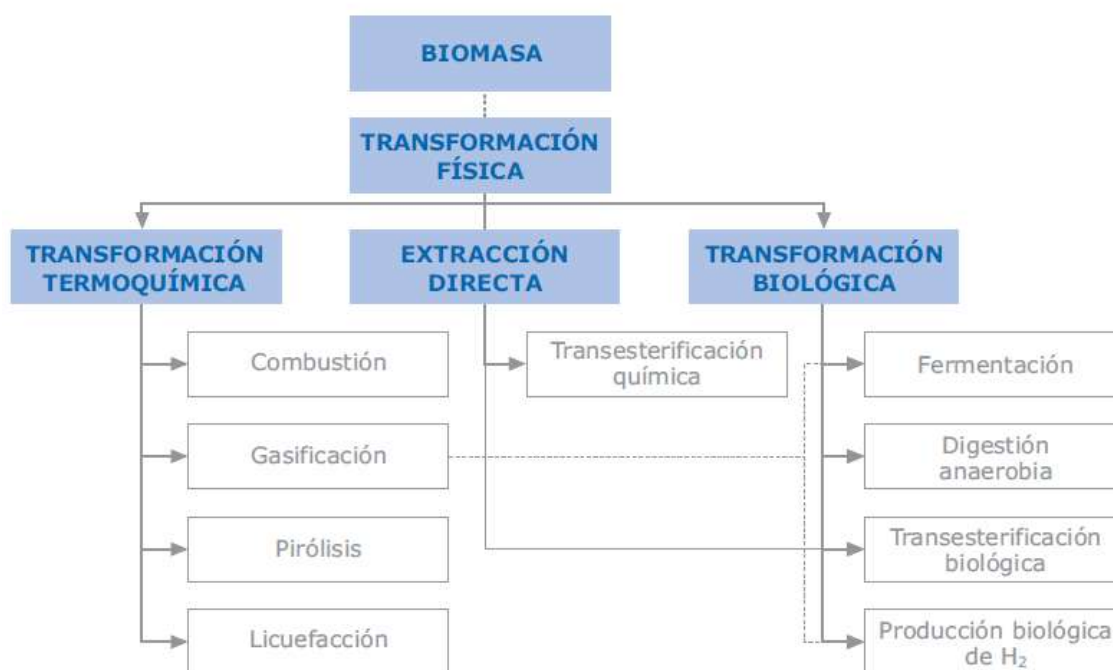 BIOMASA
TRANSFORMACIÓN
FÍSICA
TRANSFORMACIÓN
TERMOQUÍMICA
EXTRACCIÓN
DIRECTA
TRANSFORMACIÓN
BIOLÓGICA
Combustión
Gasificación
Pirólisis
Licuefacción
Transesterificación
química
Fermentación
Digestión
anaerobia
Transesterificación
biológica
Producción biológica
de H₂